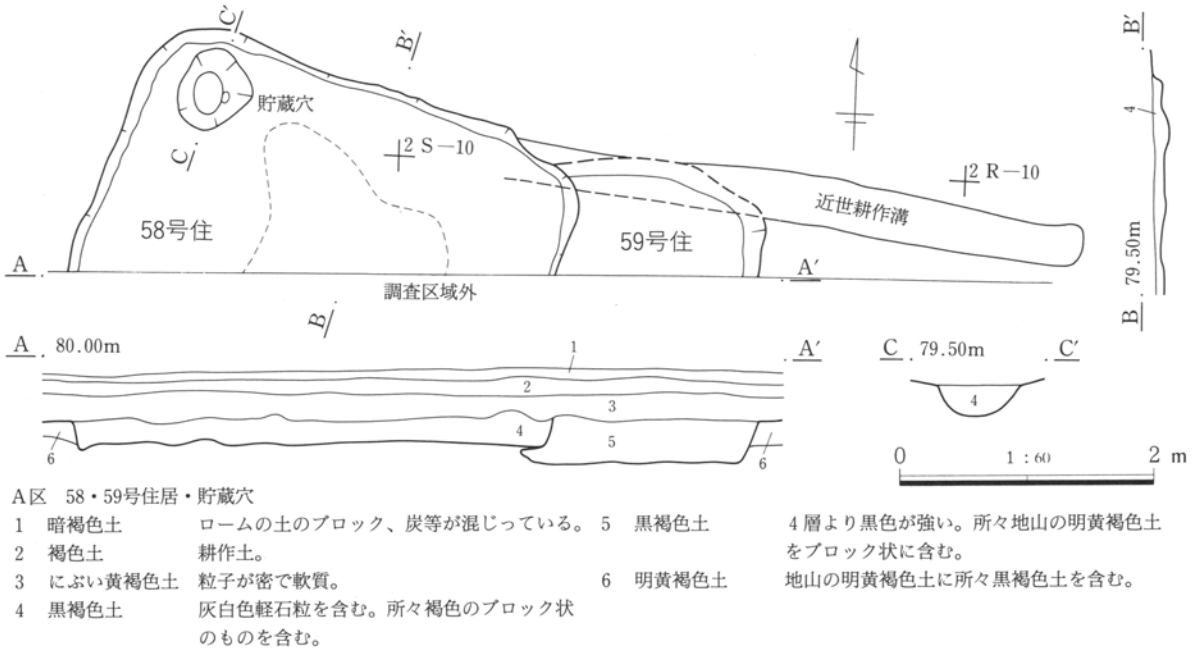 C′
B′
B′
貯蔵穴
4
2 S－10
C
2 R－10
58号住
59号住
近世耕作溝
79.50m
A
A′
調査区域外
B
B
A 80.00m
1
A′
C 79.50m
C′
2
3
4
4
5
6
6
0 1：60 2 m
A区 58・59号住居・貯蔵穴
1 暗褐色土 ロームの土のブロック、炭等が混じっている。
2 褐色土 耕作土。
3 にぶい黄褐色土 粒子が密で軟質。
4 黒褐色土 灰白色軽石粒を含む。所々褐色のブロック状
のものを含む。
5 黒褐色土 4層より黒色が強い。所々地山の明黄褐色土
をブロック状に含む。
6 明黄褐色土 地山の明黄褐色土に所々黒褐色土を含む。